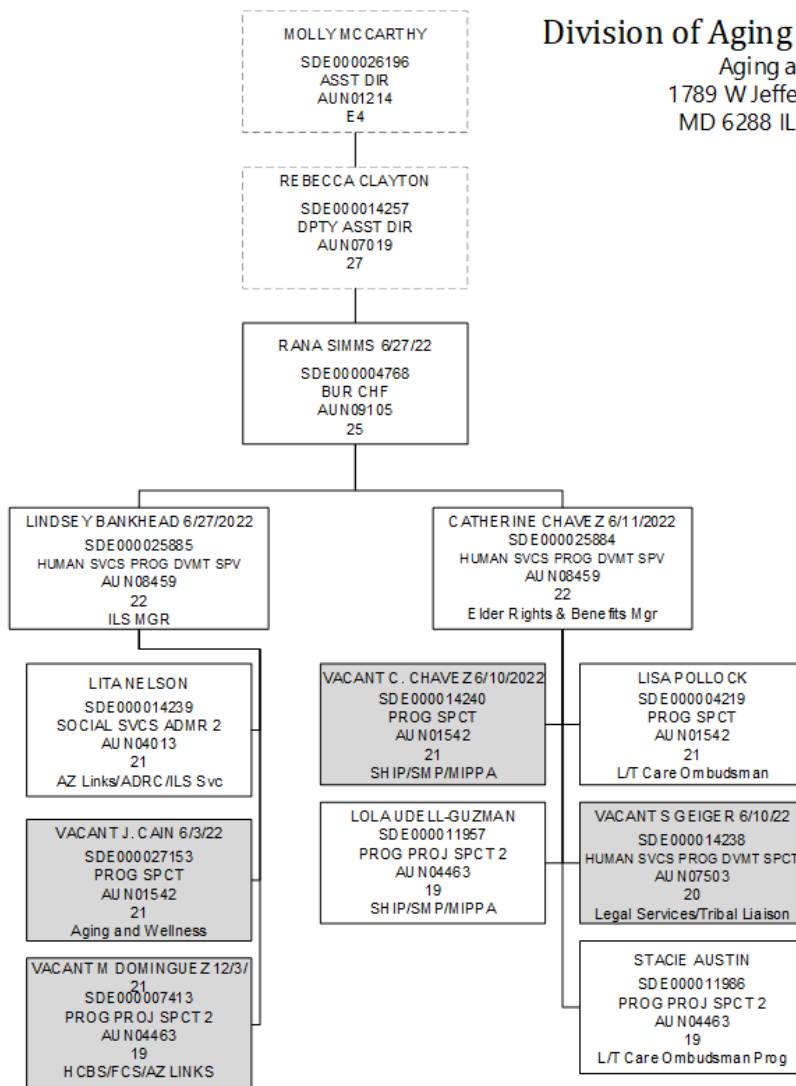 Division of Aging
Aging a
1789 W Jeffe
MD 6288 IL
MOLLY MCCARTHY
SDE000026196
ASST DIR
AUN01214
E4
REBECCA CLAYTON
SDE000014257
DPTY ASST DIR
AUN07019
27
RANA SIMMS 6/27/22
SDE000004768
BUR CHF
AUN09105
25
LINDSEY BANKHEAD 6/27/2022
SDE000025885
HUMAN SVCS PROG DVMT SPV
AUN08459
22
ILS MGR
CATHERINE CHAVEZ 6/11/2022
SDE000025884
HUMAN SVCS PROG DVMT SPV
AUN08459
22
Elder Rights & Benefits Mgr
LITA NELSON
SDE000014239
SOCIAL SVCS ADMR 2
AUN04013
21
AZ Links/ADRC/ILS Svc
VACANT J. CAIN 6/3/22
SDE000027153
PROG SPCT
AUN01542
21
Aging and Wellness
VACANT M DOMINGUEZ 12/3/
21
SDE000007413
PROG PROJ SPCT 2
AUN04463
19
HCBS/FCS/AZ LINKS
VACANT C. CHAVEZ 6/10/2022
SDE000014240
PROG SPCT
AUN01542
21
SHIP/SMP/MIPPA
LOLA UDELL-GUZMAN
SDE000011957
PROG PROJ SPCT 2
AUN04463
19
SHIP/SMP/MIPPA
LISA POLLOCK
SDE000004219
PROG SPCT
AUN01542
21
L/T Care Ombudsman
VACANT S GEIGER 6/10/22
SDE000014238
HUMAN SVCS PROG DVMT SPCT
AUN07503
20
Legal Services/Tribal Liaison
STACIE AUSTIN
SDE000011986
PROG PROJ SPCT 2
AUN04463
19
L/T Care Ombudsman Prog